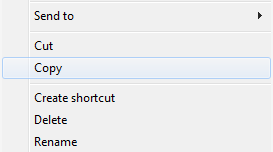 Send to
Cut
Copy
Create shortcut
Delete
Rename